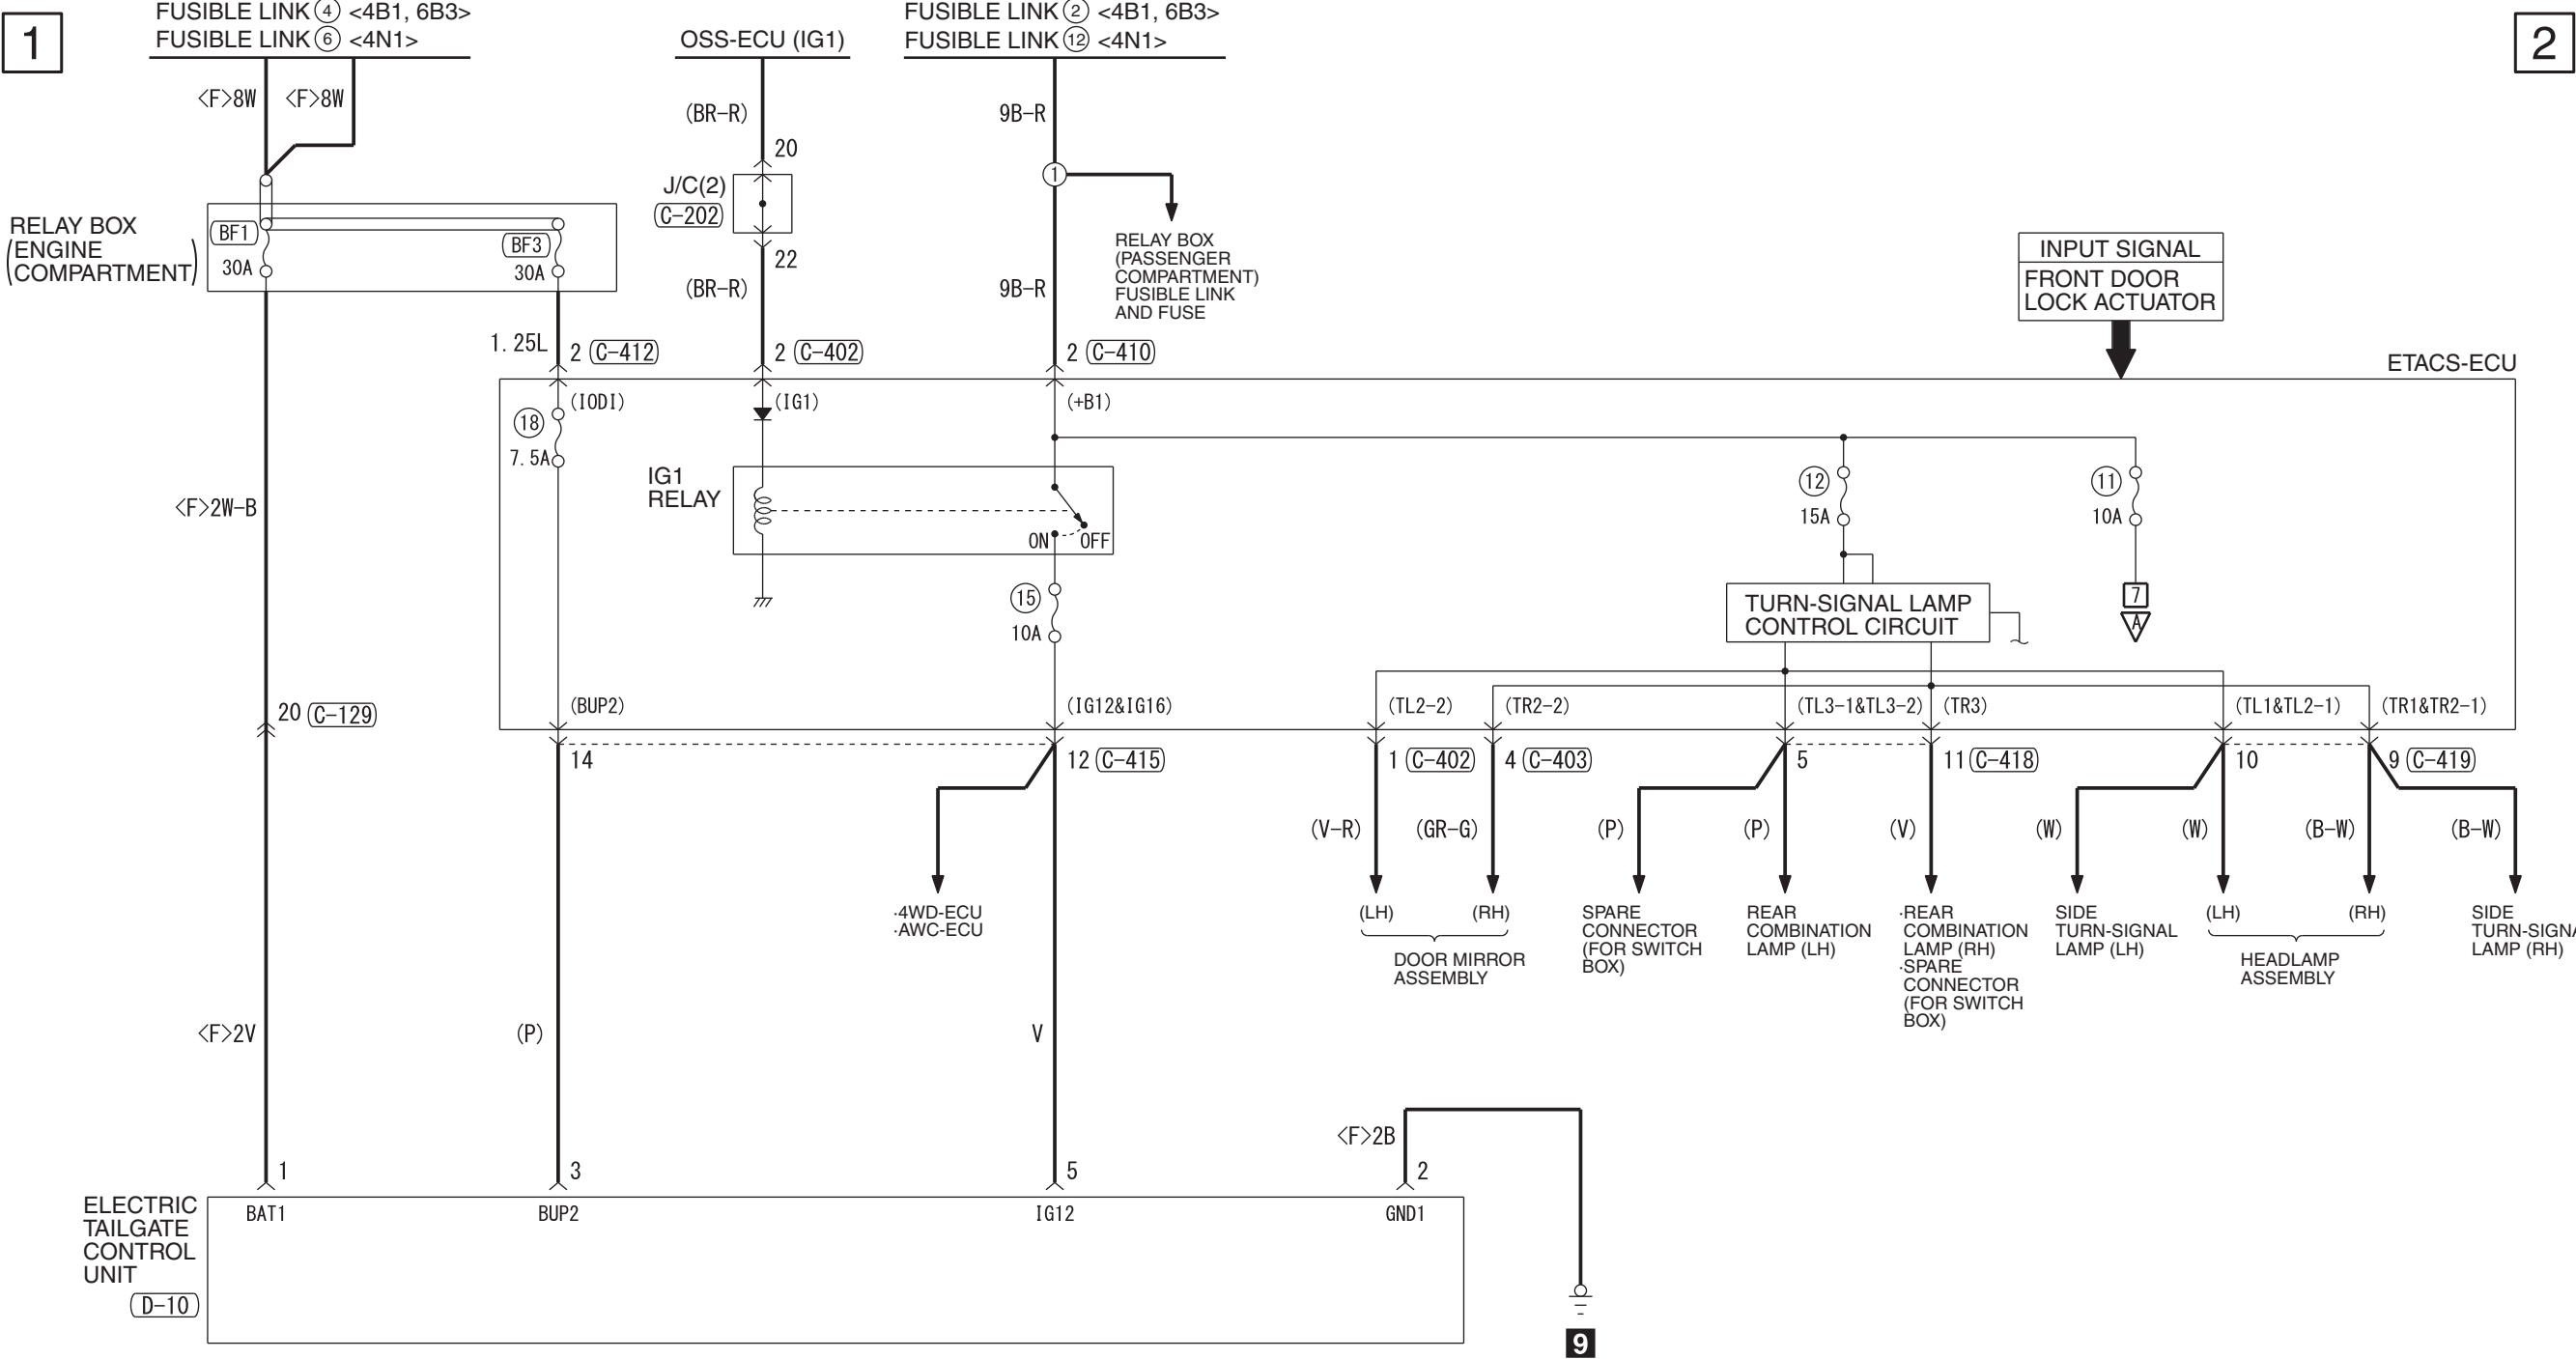 1
FUSIBLE LINK 4 <4B1, 6B3>
FUSIBLE LINK 6 <4N1>
OSS-ECU (IG1)
FUSIBLE LINK 2 <4B1, 6B3>
FUSIBLE LINK 12 <4N1>
2
<F>8W
<F>8W
(BR-R)
9B-R
20
1
J/C(2)
C-202
22
RELAY BOX
(ENGINE
COMPARTMENT)
BF1
30A
BF3
30A
(BR-R)
9B-R
RELAY BOX
(PASSENGER
COMPARTMENT)
FUSIBLE LINK
AND FUSE
INPUT SIGNAL
FRONT DOOR
LOCK ACTUATOR
1.25L
2 C-412
2 C-402
2 C-410
ETACS-ECU
(IODI)
(IG1)
(+B1)
18
7.5A
IG1
RELAY
ON
OFF
12
15A
11
10A
<F>2W-B
15
10A
TURN-SIGNAL LAMP
CONTROL CIRCUIT
7
A
(BUP2)
(IG12&IG16)
(TL2-2)
(TR2-2)
(TL3-1&TL3-2)
(TR3)
(TL1&TL2-1)
(TR1&TR2-1)
20 C-129
14
12 C-415
1 C-402
4 C-403
5
11 C-418
10
9 C-419
(V-R)
(GR-G)
(P)
(P)
(V)
(W)
(W)
(B-W)
(B-W)
·4WD-ECU
·AWC-ECU
(LH)
(RH)
DOOR MIRROR
ASSEMBLY
SPARE
CONNECTOR
(FOR SWITCH
BOX)
REAR
COMBINATION
LAMP (LH)
·REAR
COMBINATION
LAMP (RH)
·SPARE
CONNECTOR
(FOR SWITCH
BOX)
SIDE
TURN-SIGNAL
LAMP (LH)
(LH)
(RH)
HEADLAMP
ASSEMBLY
SIDE
TURN-SIGNA
LAMP (RH)
<F>2V
(P)
V
<F>2B
1
3
5
2
ELECTRIC
TAILGATE
CONTROL
UNIT
D-10
BAT1
BUP2
IG12
GND1
9